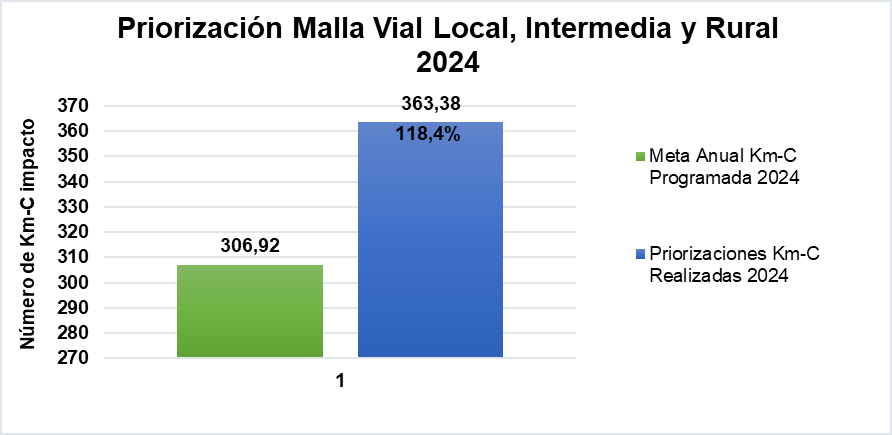 Priorización Malla Vial Local, Intermedia y Rural
2024
Número de Km-C impacto
370
360
350
340
330
320
310
300
290
280
270
306,92
363,38
118,4%
1
Meta Anual Km-C
Programada 2024
Priorizaciones Km-C
Realizadas 2024